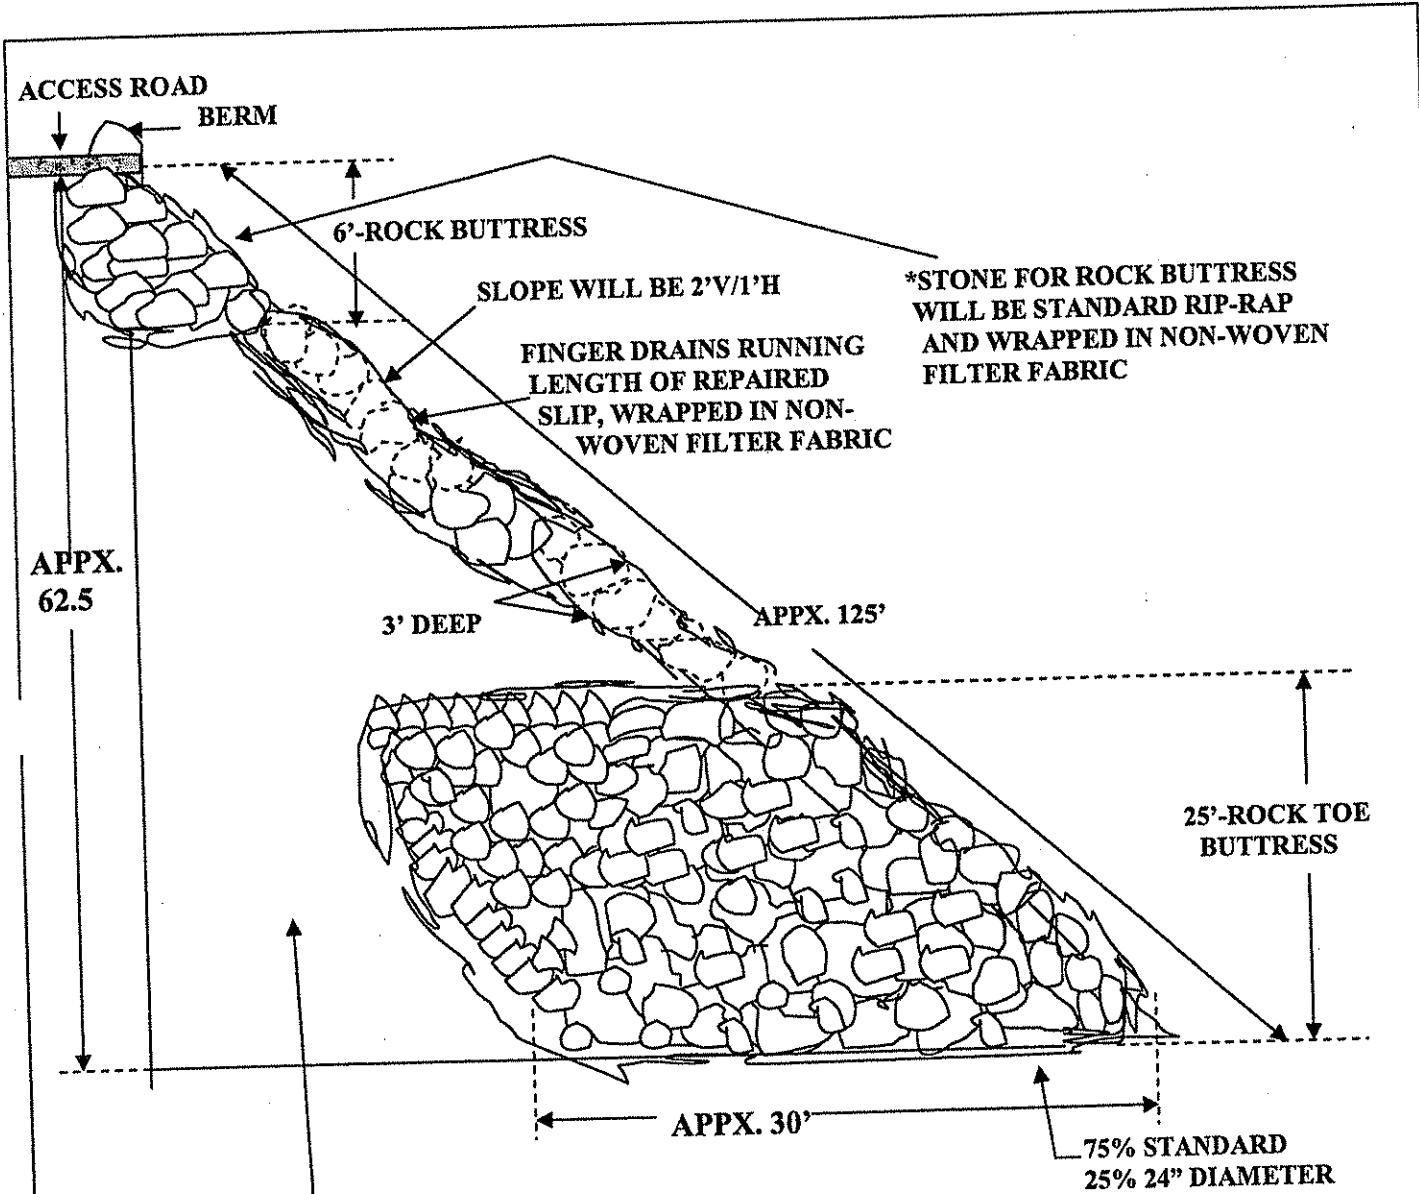 ACCESS ROAD
BERM
6'-ROCK BUTTRESS
SLOPE WILL BE 2'V/1'H
*STONE FOR ROCK BUTTRESS
WILL BE STANDARD RIP-RAP
AND WRAPPED IN NON-WOVEN
FILTER FABRIC
FINGER DRAINS RUNNING
LENGTH OF REPAIRED
SLIP, WRAPPED IN NON-
WOVEN FILTER FABRIC
APPX.
62.5
3' DEEP
APPX. 125'
25'-ROCK TOE
BUTTRESS
APPX. 30'
75% STANDARD
25% 24" DIAMETER